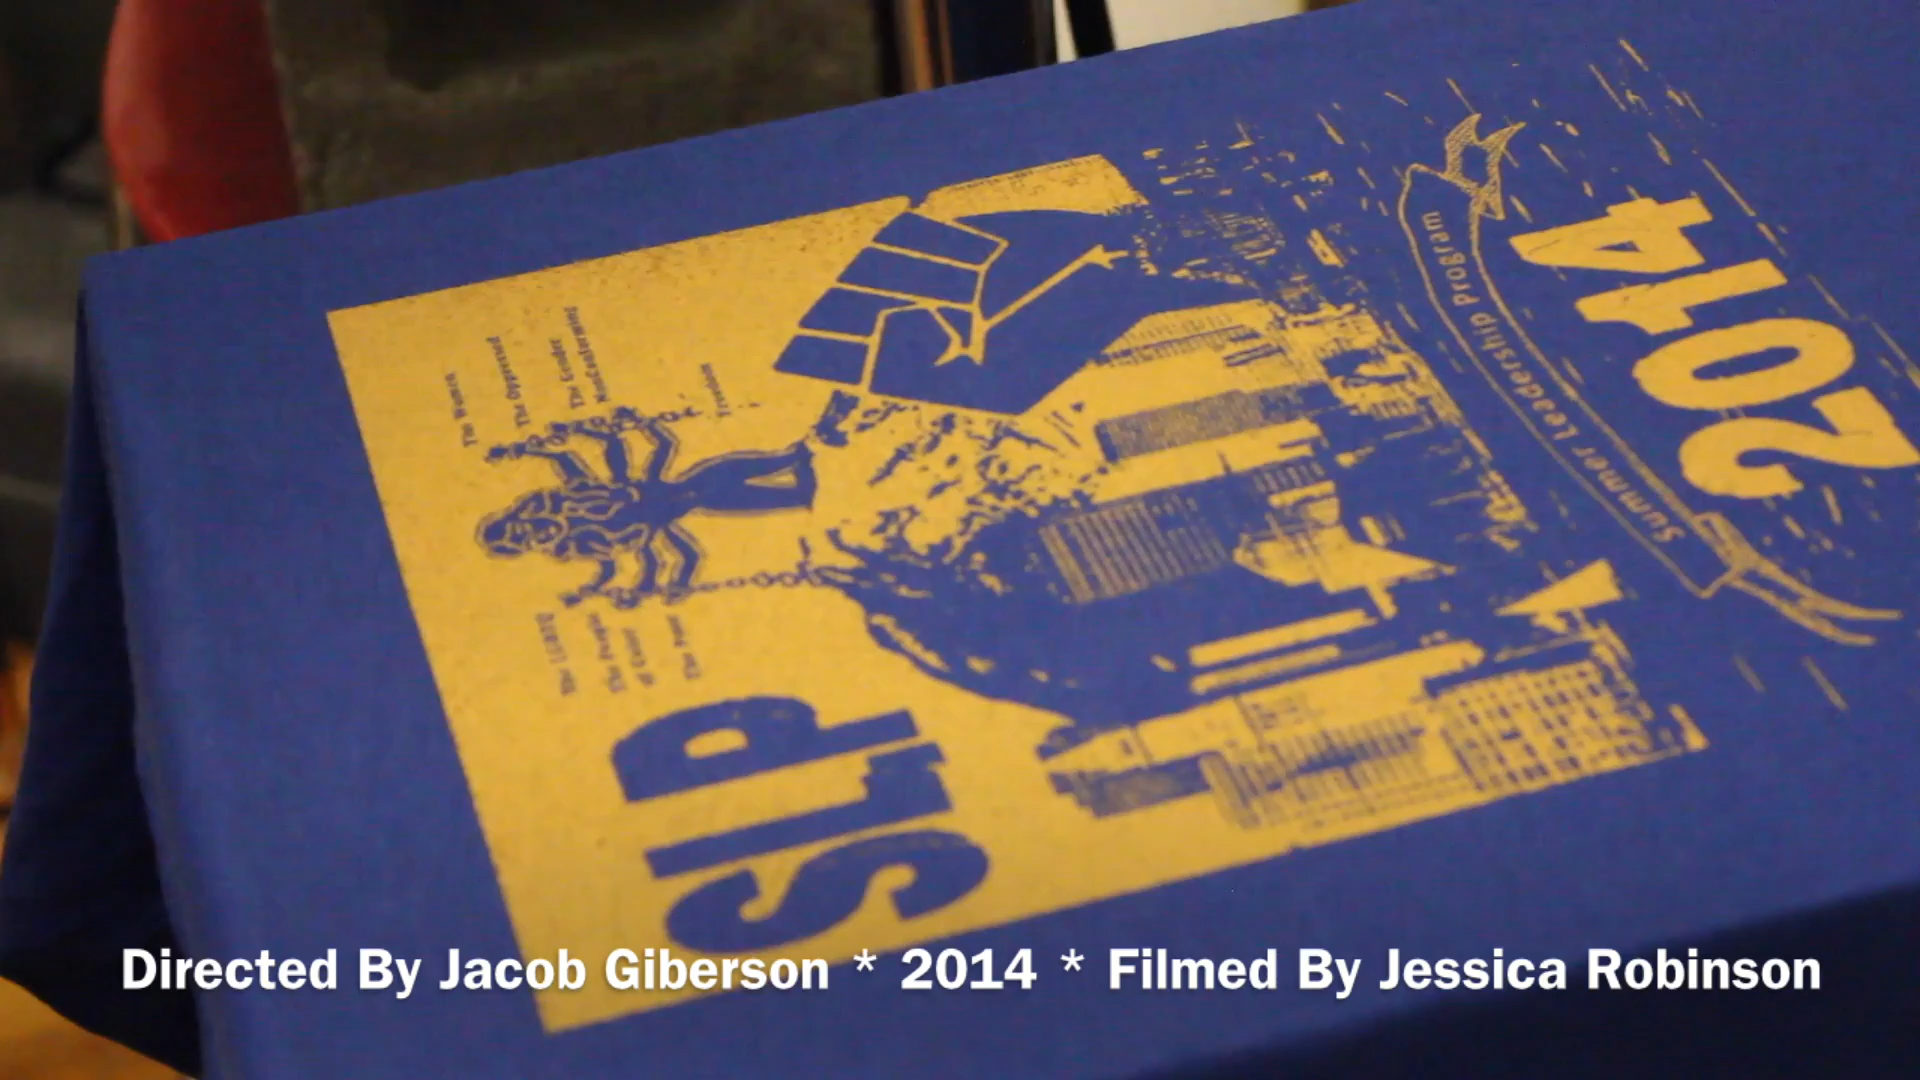 The Women
The Oppressed
The Gender
NonConforming
Freedom
The LGBTQ
The People
of Color
The Poor
SLP
Summer Leadership Program
2014
Directed By Jacob Giberson * 2014 * Filmed By Jessica Robinson